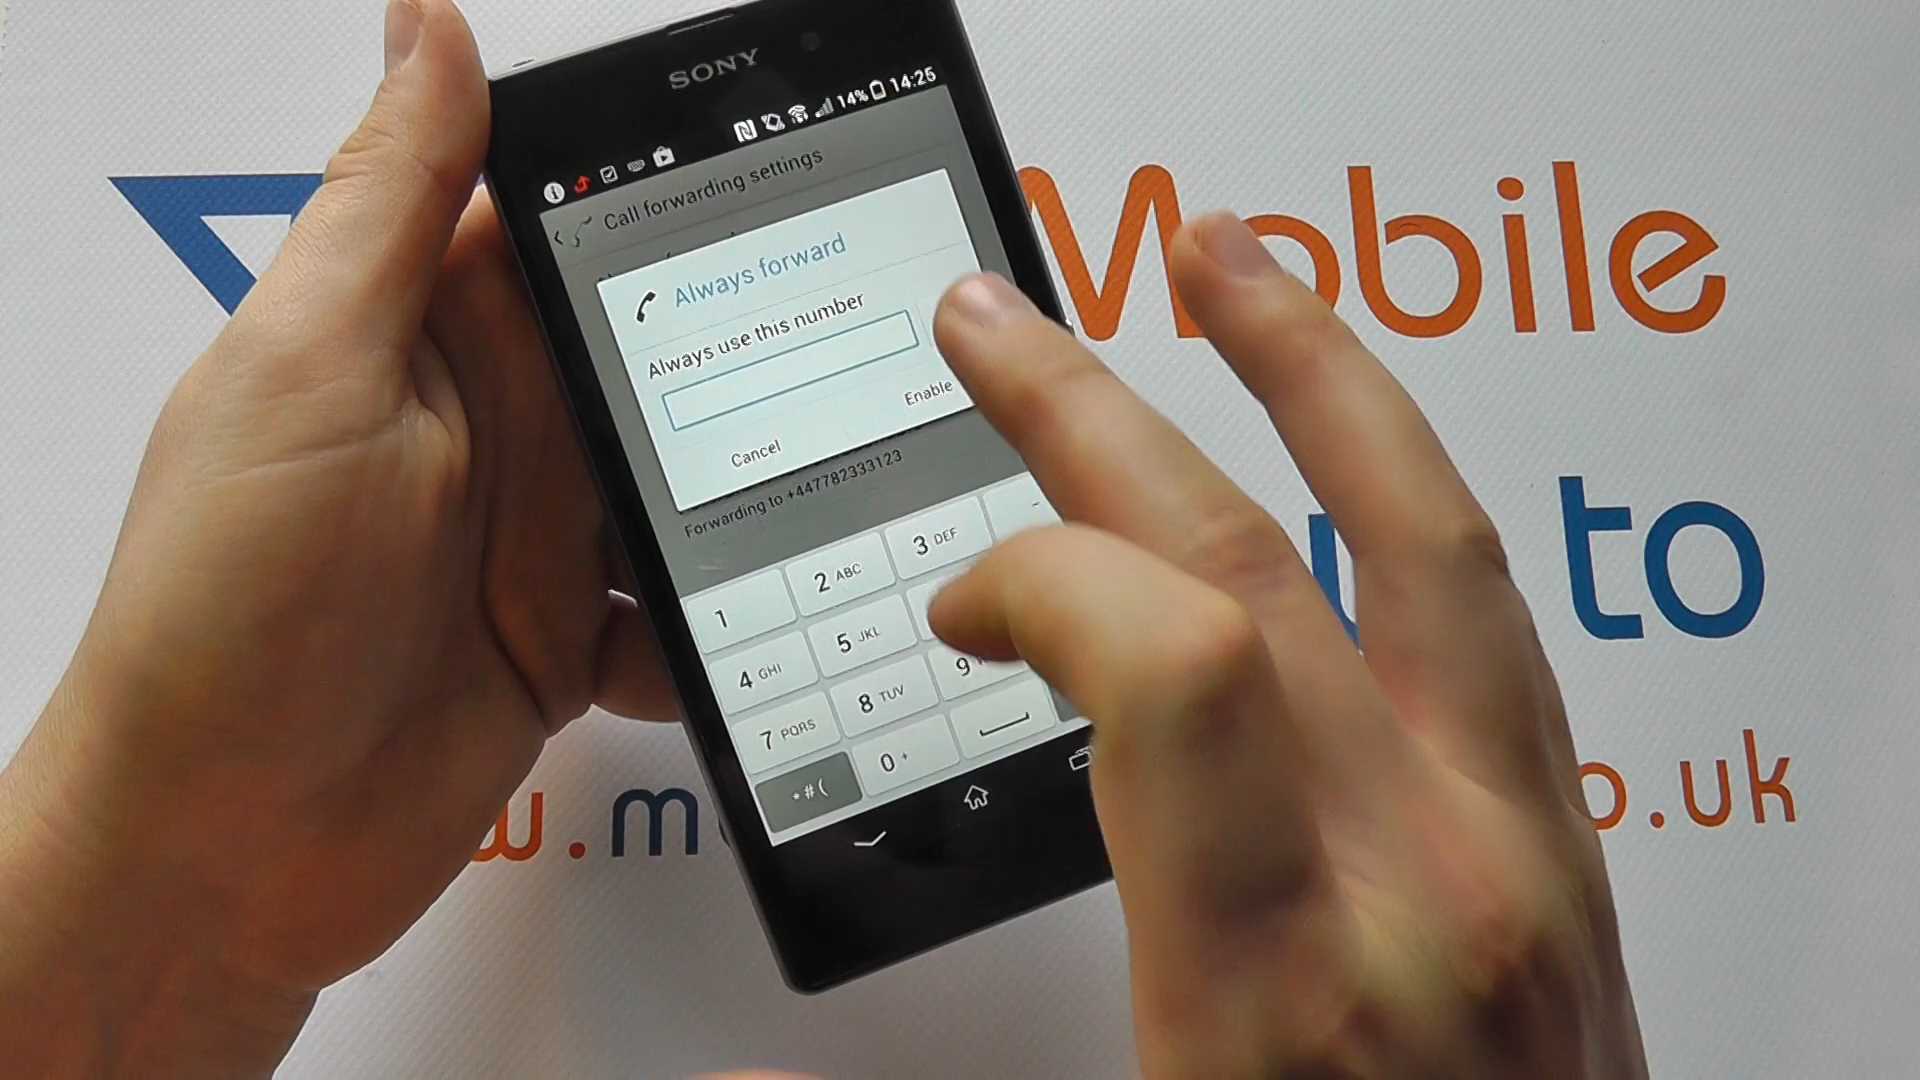 SONY
14% 14:25
Call forwarding settings
Always forward
Always use this number
Cancel Enable
Forwarding to +447782333123
1 2 ABC 3 DEF -
4 GHI 5 JKL
7 PQRS 8 TUV 9
*#( 0 +
Mobile
to
.uk